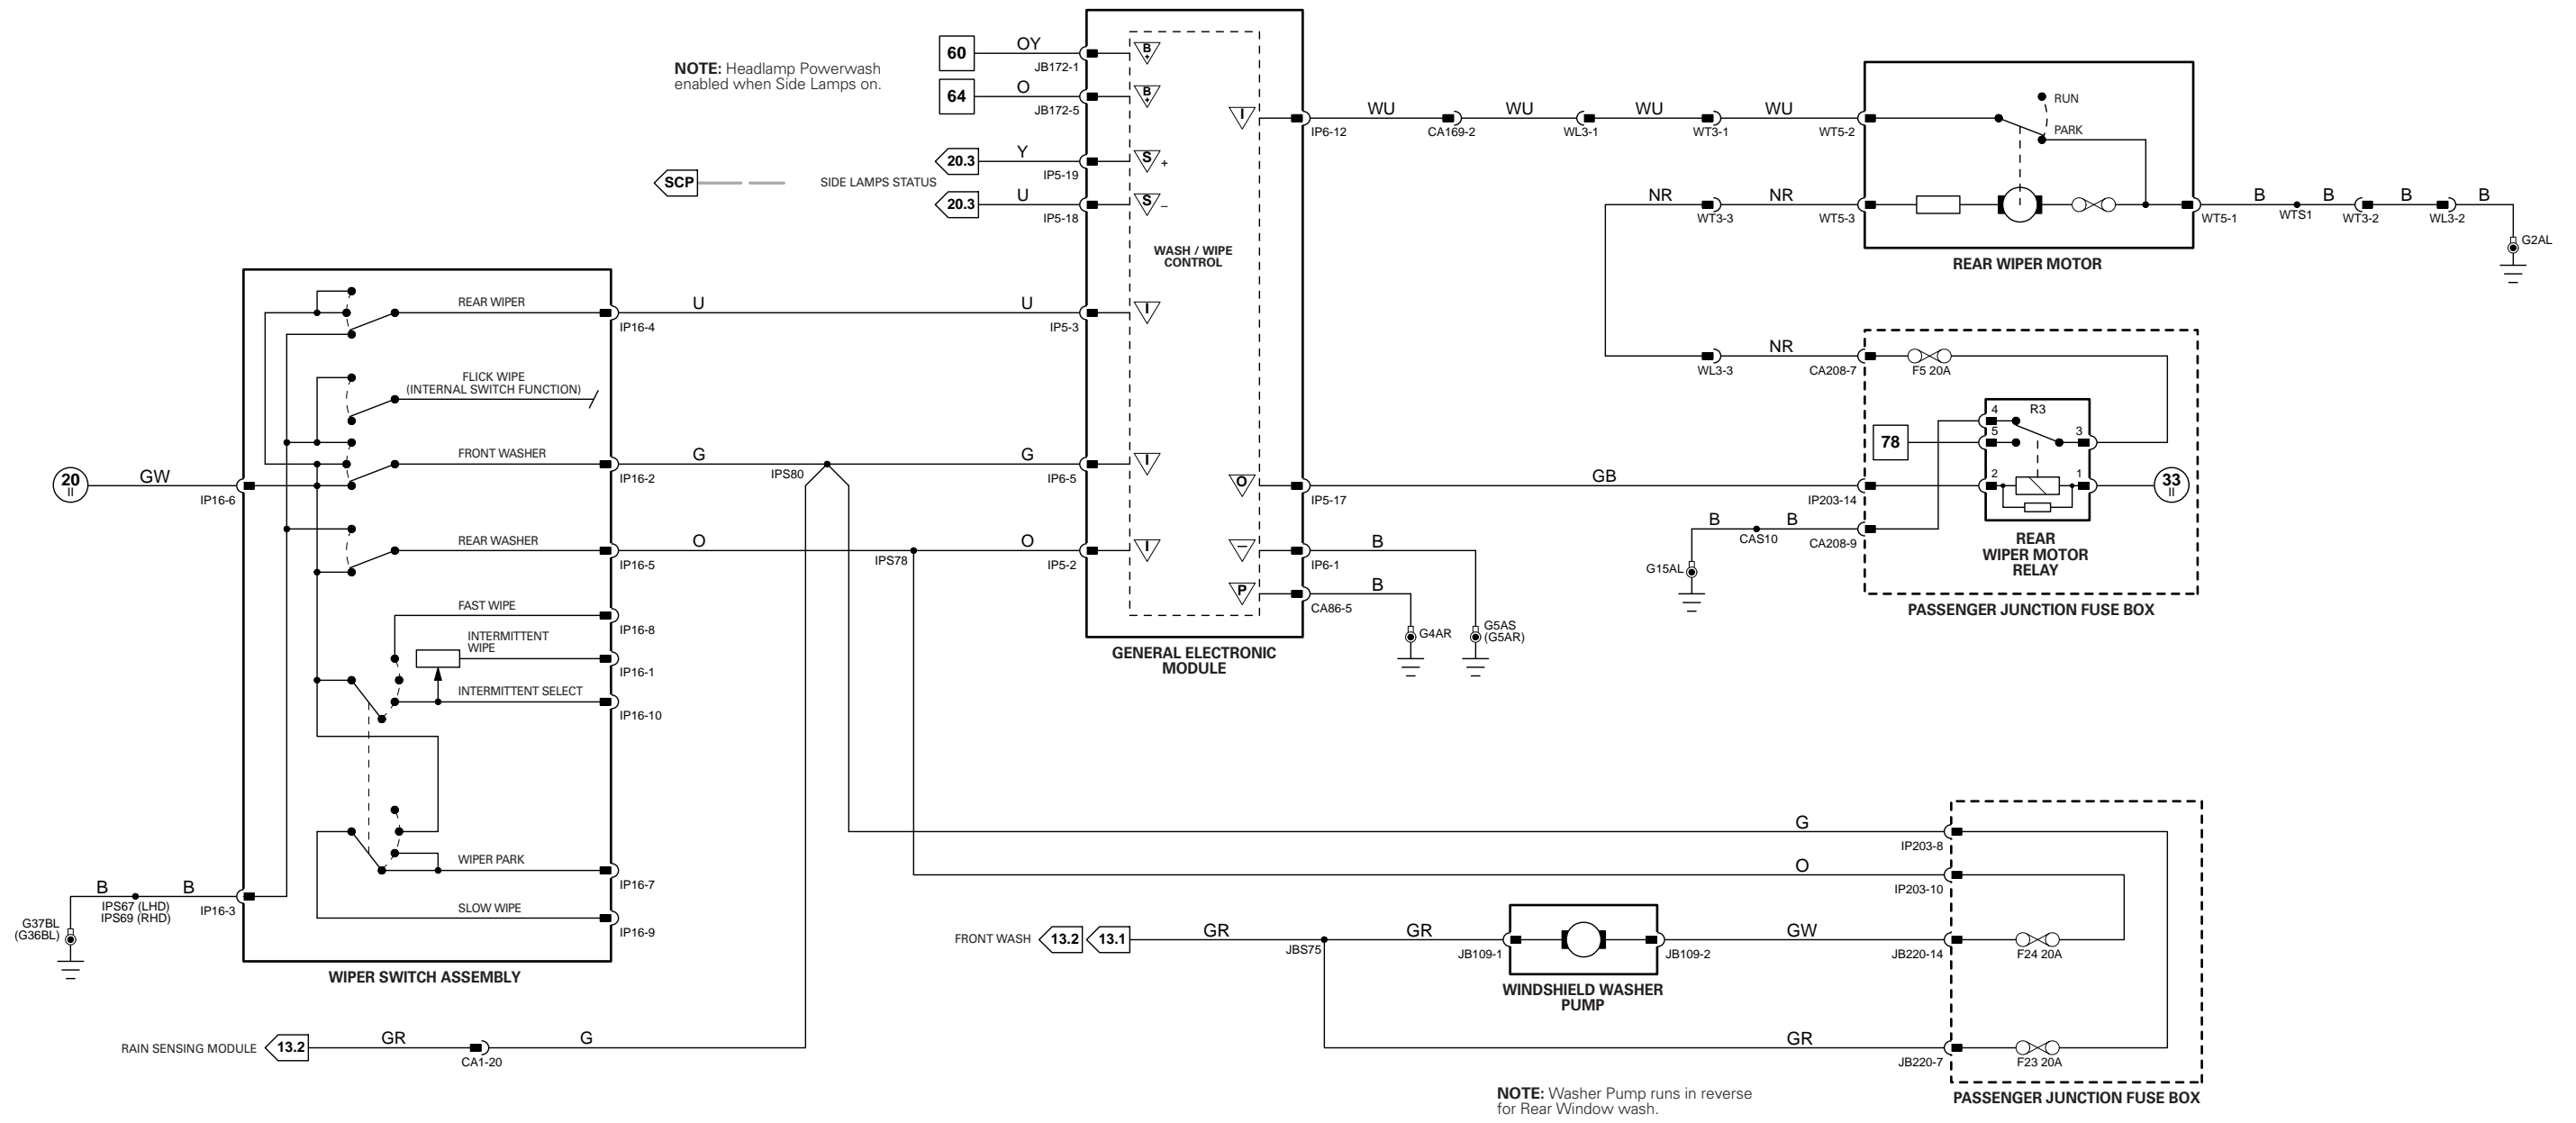 60
OY
JB172-1
B
+
NOTE: Headlamp Powerwash
enabled when Side Lamps on.
64
O
JB172-5
B
+
20.3
Y
IP5-19
S
+
SCP
SIDE LAMPS STATUS
20.3
U
IP5-18
S
–
WASH / WIPE
CONTROL
I
IP6-12
WU
CA169-2
WU
WL3-1
WU
WT3-1
WU
WT5-2
RUN
PARK
NR
WT3-3
NR
WT5-3
WT5-1
B
WTS1
B
WT3-2
B
WL3-2
B
G2AL
REAR WIPER MOTOR
REAR WIPER
IP16-4
U
U
IP5-3
I
FLICK WIPE
(INTERNAL SWITCH FUNCTION)
WL3-3
NR
CA208-7
F5 20A
4
R3
5
3
78
2
1
33
II
FRONT WASHER
IP16-2
G
IPS80
G
IP6-5
I
20
II
GW
IP16-6
O
IP5-17
GB
IP203-14
B
CAS10
B
CA208-9
G15AL
REAR
WIPER MOTOR
RELAY
PASSENGER JUNCTION FUSE BOX
REAR WASHER
IP16-5
O
IPS78
O
IP5-2
I
–
IP6-1
B
P
CA86-5
B
G4AR
G5AS
(G5AR)
GENERAL ELECTRONIC
MODULE
FAST WIPE
IP16-8
INTERMITTENT
WIPE
IP16-1
INTERMITTENT SELECT
IP16-10
WIPER PARK
IP16-7
SLOW WIPE
IP16-9
B
IPS67 (LHD)
IPS69 (RHD)
B
IP16-3
G37BL
(G36BL)
WIPER SWITCH ASSEMBLY
G
IP203-8
O
IP203-10
FRONT WASH
13.2
13.1
GR
JBS75
GR
JB109-1
JB109-2
GW
JB220-14
F24 20A
WINDSHIELD WASHER
PUMP
RAIN SENSING MODULE
13.2
GR
CA1-20
G
GR
JB220-7
F23 20A
NOTE: Washer Pump runs in reverse
for Rear Window wash.
PASSENGER JUNCTION FUSE BOX